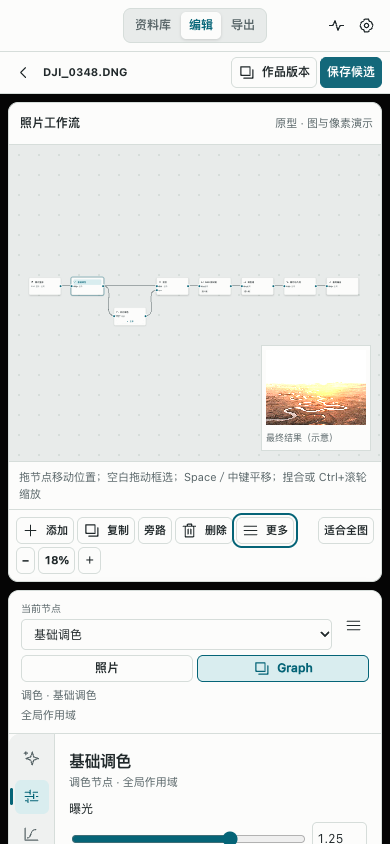 资料库 编辑 导出
DJI_0348.DNG 作品版本 保存候选
照片工作流 原型 · 图与像素演示
最终结果（示意）
拖节点移动位置；空白拖动框选；Space / 中键平移；捏合或 Ctrl+滚轮
缩放
添加 复制 旁路 删除 更多 适合全图
− 18% +
当前节点
基础调色
照片 Graph
调色 · 基础调色
全局作用域
基础调色
调色节点 · 全局作用域
曝光
1.25